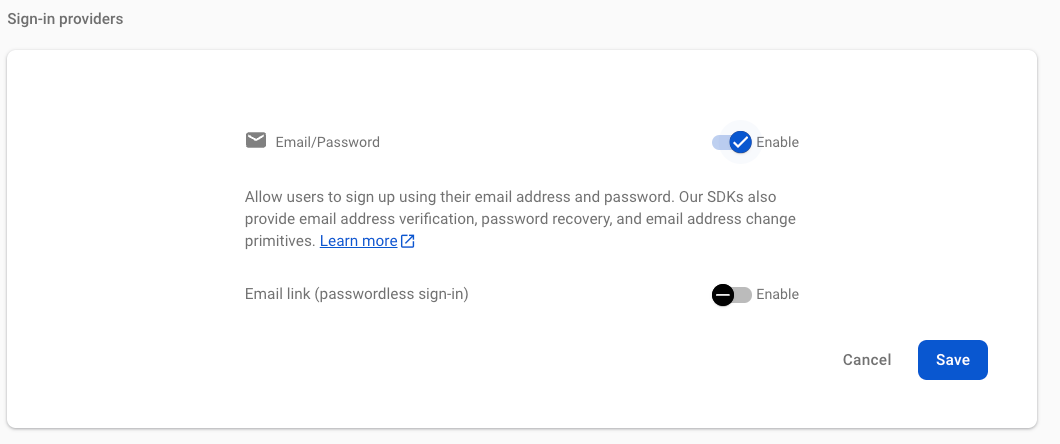 Sign-in providers
Email/Password
Enable
Allow users to sign up using their email address and password. Our SDKs also
provide email address verification, password recovery, and email address change
primitives. Learn more
Email link (passwordless sign-in)
Enable
Cancel
Save